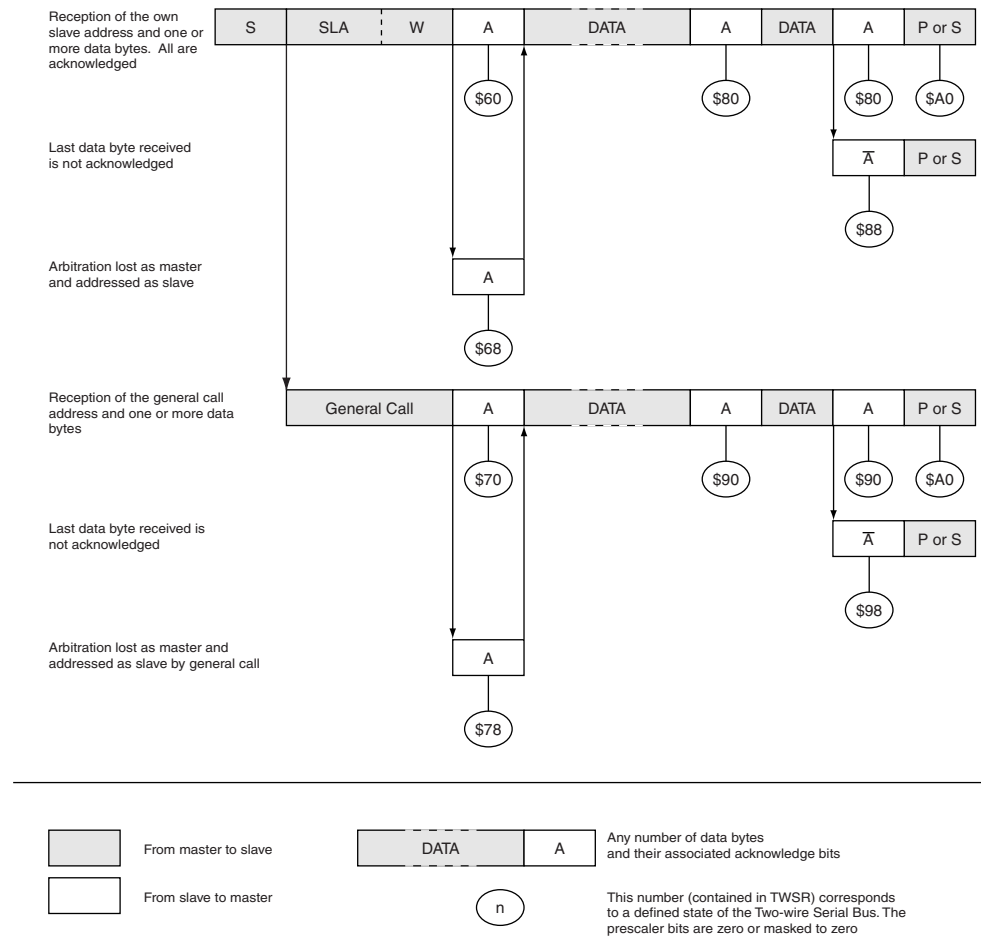 Reception of the own
slave address and one or
more data bytes.  All are
acknowledged
S SLA W A DATA A DATA A P or S
$60 $80 $80 $A0
Last data byte received
is not acknowledged
A̅ P or S
$88
Arbitration lost as master
and addressed as slave
A
$68
Reception of the general call
address and one or more data
bytes
General Call A DATA A DATA A P or S
$70 $90 $90 $A0
Last data byte received is
not acknowledged
A̅ P or S
$98
Arbitration lost as master and
addressed as slave by general call
A
$78
From master to slave
DATA A
Any number of data bytes
and their associated acknowledge bits
From slave to master
n
This number (contained in TWSR) corresponds
to a defined state of the Two-wire Serial Bus. The
prescaler bits are zero or masked to zero